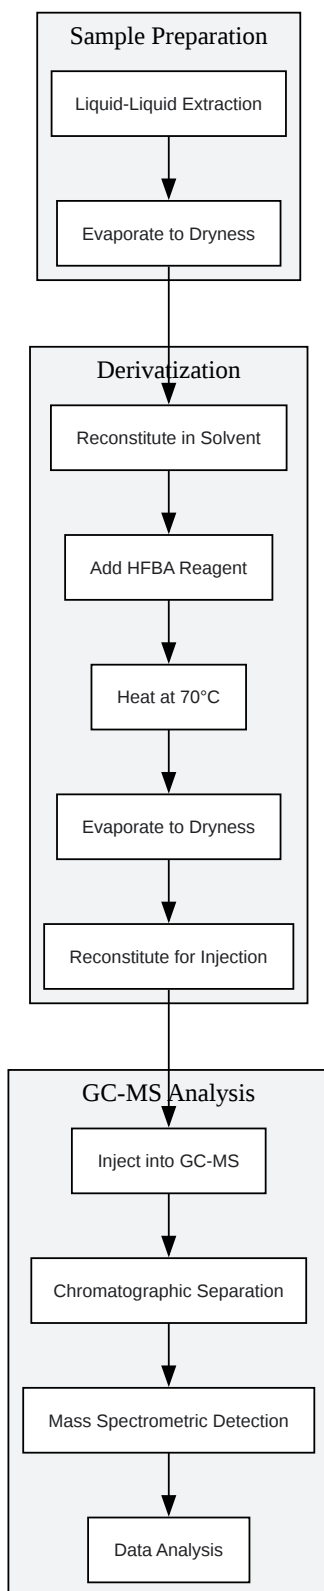 Sample Preparation
Liquid-Liquid Extraction
Evaporate to Dryness
Derivatization
Reconstitute in Solvent
Add HFBA Reagent
Heat at 70°C
Evaporate to Dryness
Reconstitute for Injection
GC-MS Analysis
Inject into GC-MS
Chromatographic Separation
Mass Spectrometric Detection
Data Analysis